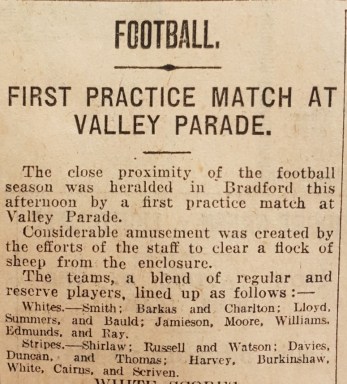 FOOTBALL.
FIRST PRACTICE MATCH AT
VALLEY PARADE.
The close proximity of the football
season was heralded in Bradford this
afternoon by a first practice match at
Valley Parade.
Considerable amusement was created by
the efforts of the staff to clear a flock of
sheep from the enclosure.
The teams, a blend of regular and
reserve players, lined up as follows :—
Whites.—Smith; Barkas and Charlton; Lloyd,
Summers, and Bauld; Jamieson, Moore, Williams,
Edmunds, and Ray.
Stripes.—Shirlaw; Russell and Watson; Davies,
Duncan, and Thomas; Harvey, Burkinshaw,
White, Cairns, and Scriven.